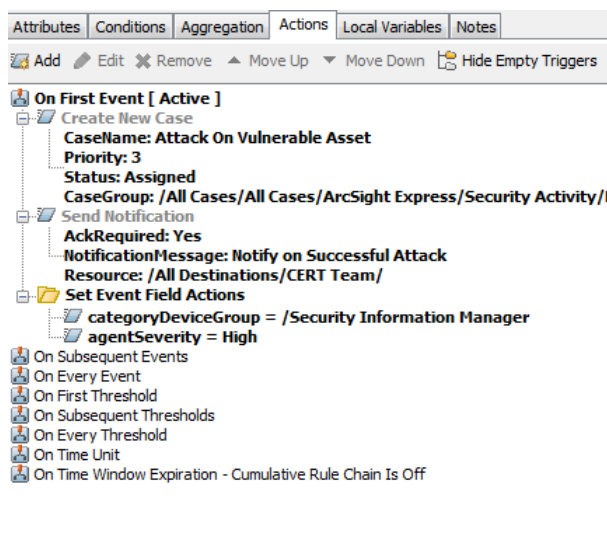 Attributes Conditions Aggregation Actions Local Variables Notes
Add Edit Remove Move Up Move Down Hide Empty Triggers
On First Event [ Active ]
Create New Case
CaseName: Attack On Vulnerable Asset
Priority: 3
Status: Assigned
CaseGroup: /All Cases/All Cases/ArcSight Express/Security Activity/
Send Notification
AckRequired: Yes
NotificationMessage: Notify on Successful Attack
Resource: /All Destinations/CERT Team/
Set Event Field Actions
categoryDeviceGroup = /Security Information Manager
agentSeverity = High
On Subsequent Events
On Every Event
On First Threshold
On Subsequent Thresholds
On Every Threshold
On Time Unit
On Time Window Expiration - Cumulative Rule Chain Is Off